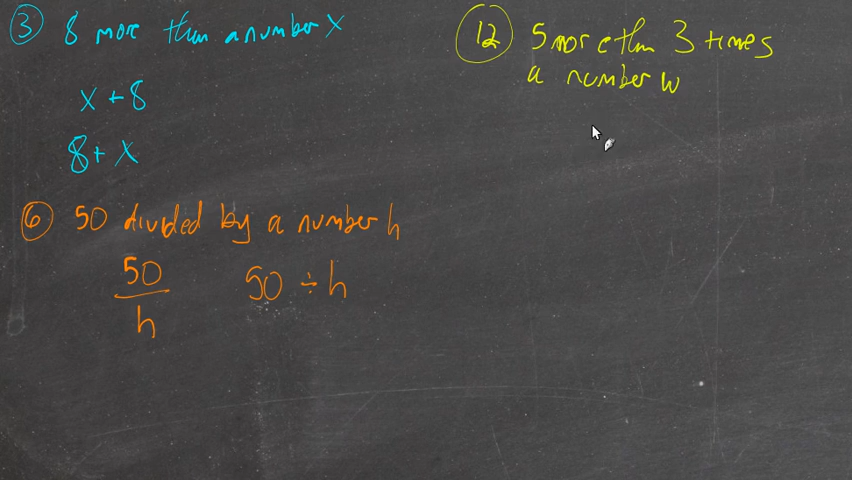 ③ 8 more than a number x
x + 8
8 + x
⑥ 50 divided by a number h
50
h
50 ÷ h
⑫ 5 more than 3 times
a number w